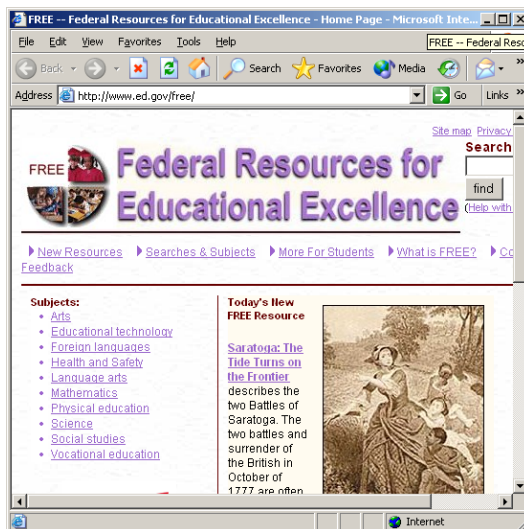 FREE -- Federal Resources for Educational Excellence - Home Page - Microsoft Inte...
File Edit View Favorites Tools Help
FREE -- Federal Reso
Back Search Favorites Media
Address http://www.ed.gov/free/ Go Links
Site map Privacy
Search
FREE
Federal Resources for
Educational Excellence
find
(Help with
New Resources Searches & Subjects More For Students What is FREE? Co
Feedback
Subjects:
Arts
Educational technology
Foreign languages
Health and Safety
Language arts
Mathematics
Physical education
Science
Social studies
Vocational education
Today's New
FREE Resource
Saratoga: The
Tide Turns on
the Frontier
describes the
two Battles of
Saratoga. The
two battles and
surrender of
the British in
October of
1777 are often
Internet